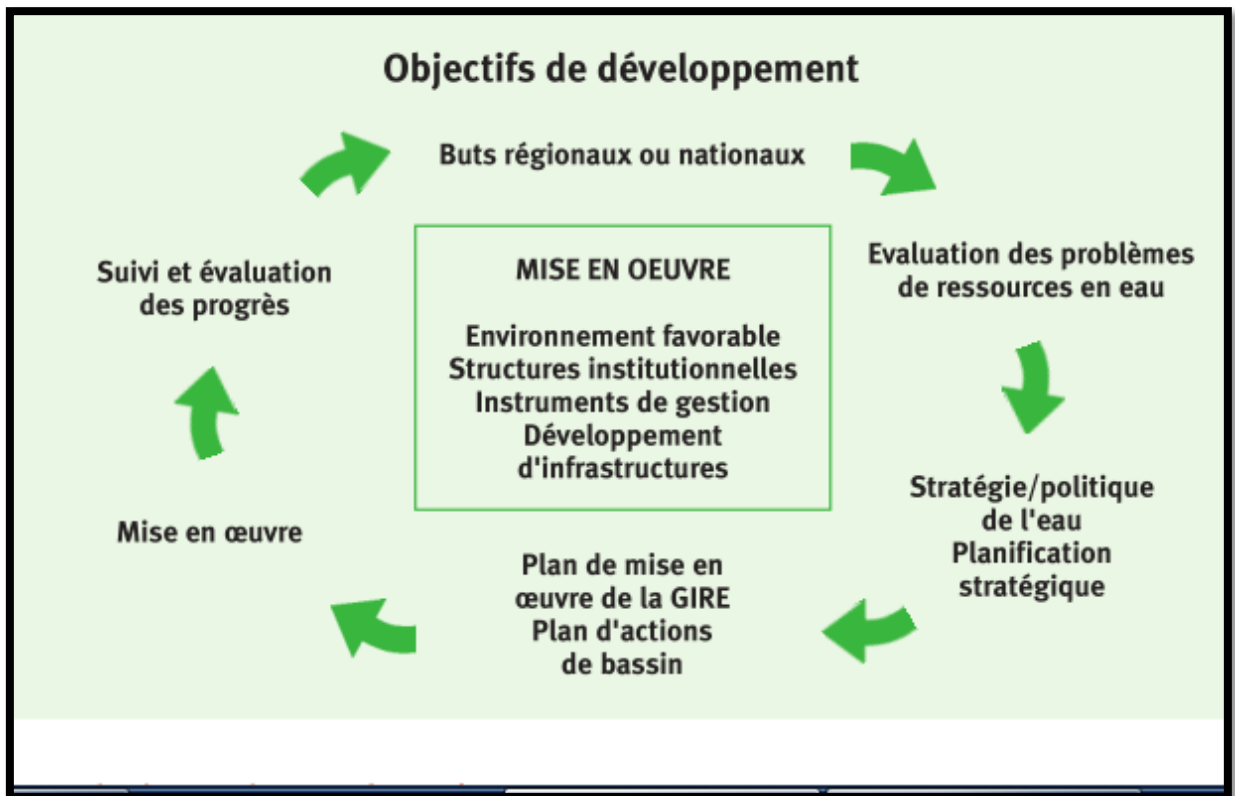 Objectifs de développement
Buts régionaux ou nationaux
Evaluation des problèmes
de ressources en eau
Stratégie/politique
de l'eau
Planification
stratégique
Plan de mise en
œuvre de la GIRE
Plan d'actions
de bassin
Mise en œuvre
Suivi et évaluation
des progrès
MISE EN OEUVRE
Environnement favorable
Structures institutionnelles
Instruments de gestion
Développement
d'infrastructures